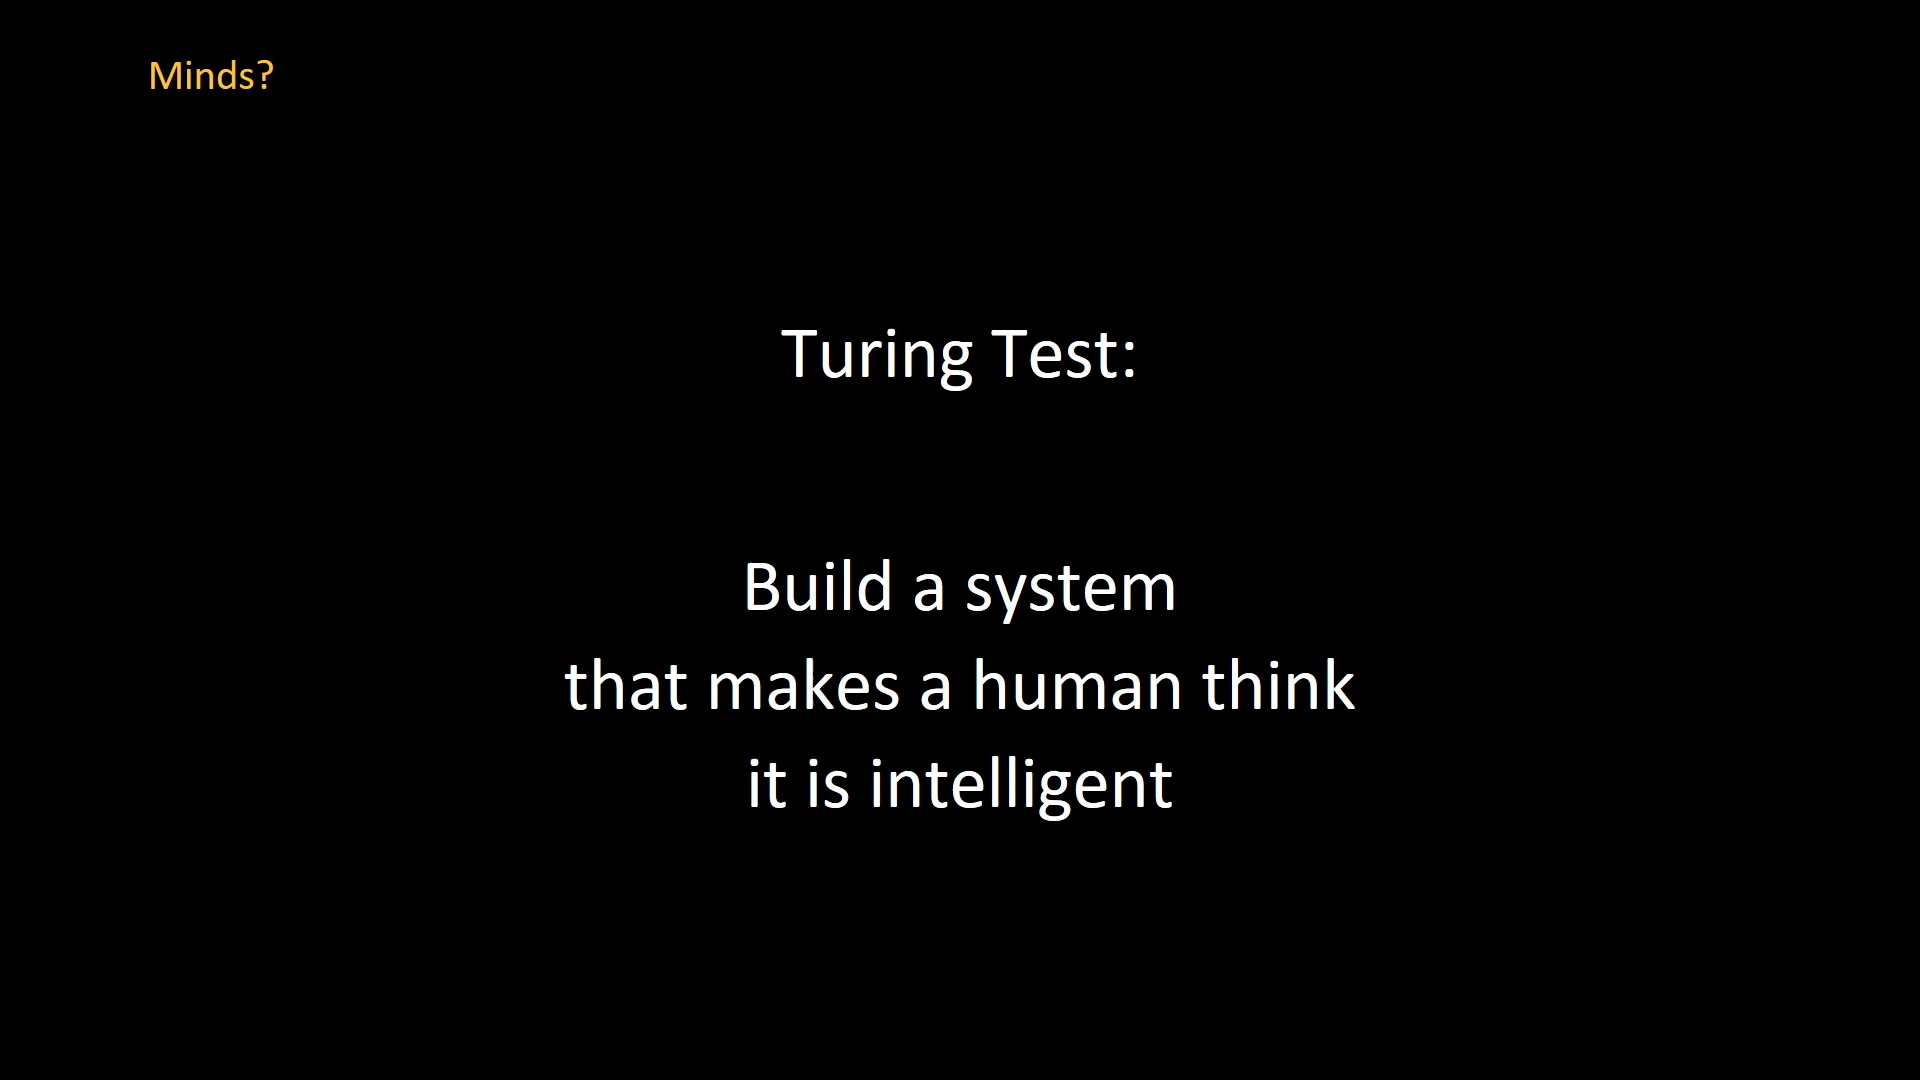 Minds?
Turing Test:
Build a system
that makes a human think
it is intelligent